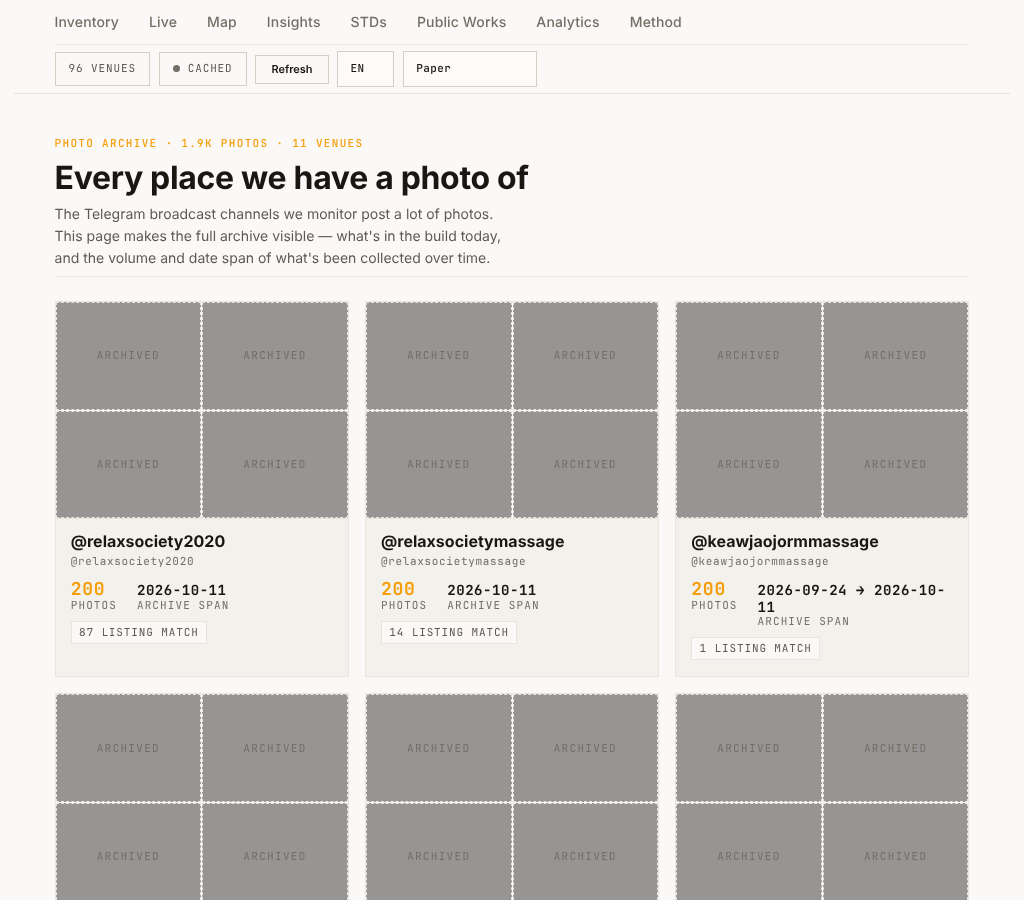 Inventory Live Map Insights STDs Public Works Analytics Method
96 VENUES CACHED Refresh EN Paper
PHOTO ARCHIVE · 1.9K PHOTOS · 11 VENUES
Every place we have a photo of
The Telegram broadcast channels we monitor post a lot of photos.
This page makes the full archive visible — what's in the build today,
and the volume and date span of what's been collected over time.
ARCHIVED ARCHIVED ARCHIVED ARCHIVED ARCHIVED ARCHIVED
ARCHIVED ARCHIVED ARCHIVED ARCHIVED ARCHIVED ARCHIVED
@relaxsociety2020
@relaxsociety2020
200 2026-10-11
PHOTOS ARCHIVE SPAN
87 LISTING MATCH
@relaxsocietymassage
@relaxsocietymassage
200 2026-10-11
PHOTOS ARCHIVE SPAN
14 LISTING MATCH
@keawjaojormmassage
@keawjaojormmassage
200 2026-09-24 → 2026-10-
11
PHOTOS ARCHIVE SPAN
1 LISTING MATCH
ARCHIVED ARCHIVED ARCHIVED ARCHIVED ARCHIVED ARCHIVED
ARCHIVED ARCHIVED ARCHIVED ARCHIVED ARCHIVED ARCHIVED